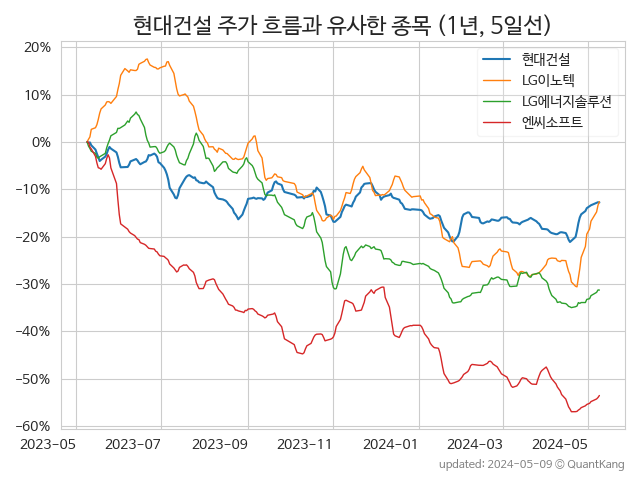 현대건설 주가 흐름과 유사한 종목 (1년, 5일선)
현대건설
LG이노텍
LG에너지솔루션
엔씨소프트
20%
10%
0%
−10%
−20%
−30%
−40%
−50%
−60%
2023-05 2023-07 2023-09 2023-11 2024-01 2024-03 2024-05
updated: 2024-05-09 © QuantKang